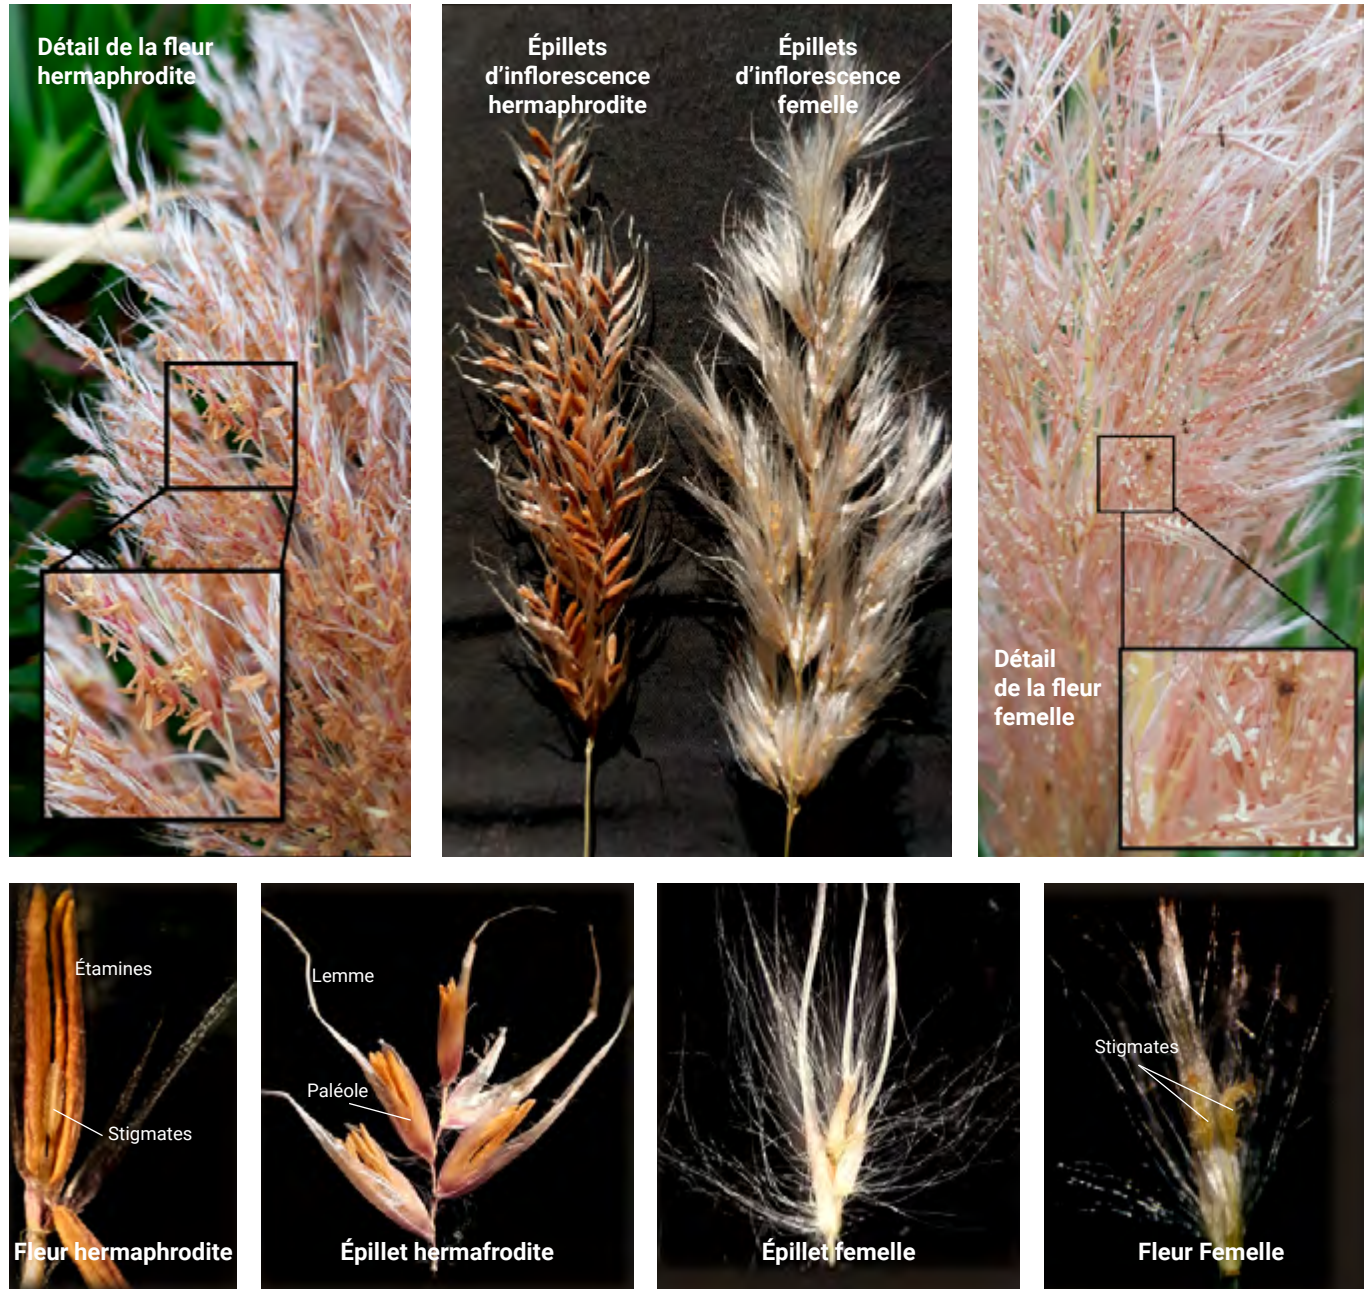 Détail de la fleur
hermaphrodite
Épillets
d'inflorescence
hermaphrodite
Épillets
d'inflorescence
femelle
Détail
de la fleur
femelle
Étamines
Stigmates
Fleur hermaphrodite
Lemme
Paléole
Épillet hermafrodite
Épillet femelle
Stigmates
Fleur Femelle